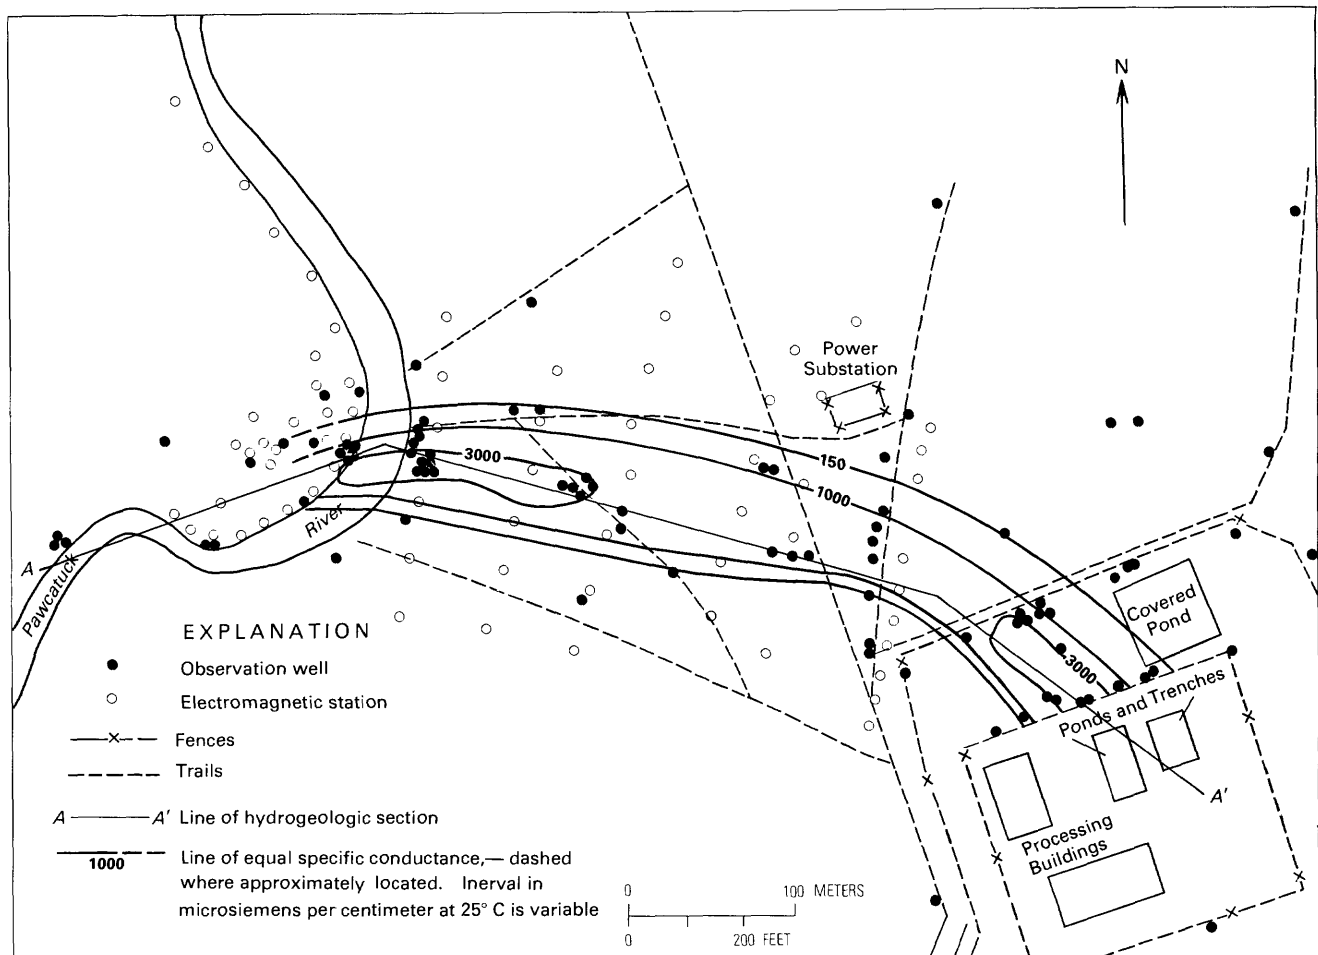 N
Power
Substation
150
3000
1000
River
Covered
Pond
A
Pawcatuck
3000
Ponds and Trenches
A'
Processing
Buildings
EXPLANATION
Observation well
Electromagnetic station
Fences
Trails
A A' Line of hydrogeologic section
1000 Line of equal specific conductance,— dashed
where approximately located. Inerval in
microsiemens per centimeter at 25° C is variable
0 100 METERS
0 200 FEET